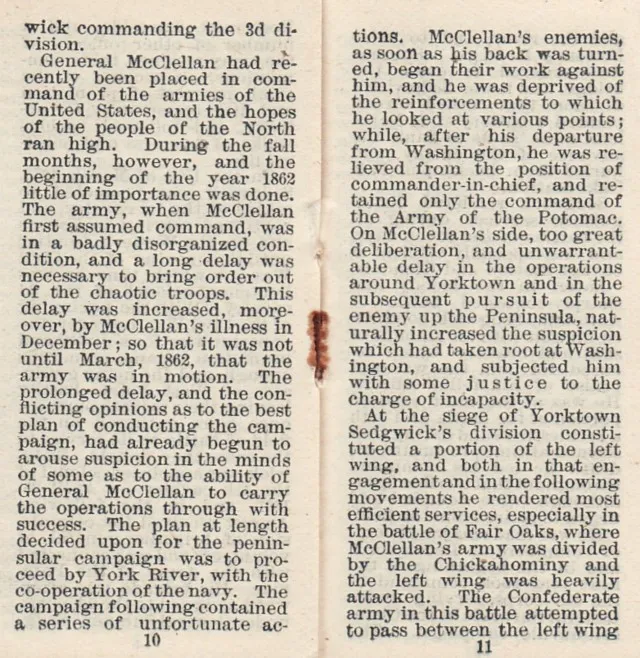 wick commanding the 3d di-
vision.
General McClellan had re-
cently been placed in com-
mand of the armies of the
United States, and the hopes
of the people of the North
ran high. During the fall
months, however, and the
beginning of the year 1862
little of importance was done.
The army, when McClellan
first assumed command, was
in a badly disorganized con-
dition, and a long delay was
necessary to bring order out
of the chaotic troops. This
delay was increased, more-
over, by McClellan's illness in
December; so that it was not
until March, 1862, that the
army was in motion. The
prolonged delay, and the con-
flicting opinions as to the best
plan of conducting the cam-
paign, had already begun to
arouse suspicion in the minds
of some as to the ability of
General McClellan to carry
the operations through with
success. The plan at length
decided upon for the penin-
sular campaign was to pro-
ceed by York River, with the
co-operation of the navy. The
campaign following contained
a series of unfortunate ac-
10
tions. McClellan's enemies,
as soon as his back was turn-
ed, began their work against
him, and he was deprived of
the reinforcements to which
he looked at various points;
while, after his departure
from Washington, he was re-
lieved from the position of
commander-in-chief, and re-
tained only the command of
the Army of the Potomac.
On McClellan's side, too great
deliberation, and unwarrant-
able delay in the operations
around Yorktown and in the
subsequent pursuit of the
enemy up the Peninsula, nat-
urally increased the suspicion
which had taken root at Wash-
ington, and subjected him
with some justice to the
charge of incapacity.
At the siege of Yorktown
Sedgwick's division consti-
tuted a portion of the left
wing, and both in that en-
gagement and in the following
movements he rendered most
efficient services, especially in
the battle of Fair Oaks, where
McClellan's army was divided
by the Chickahominy and
the left wing was heavily
attacked. The Confederate
army in this battle attempted
to pass between the left wing
11